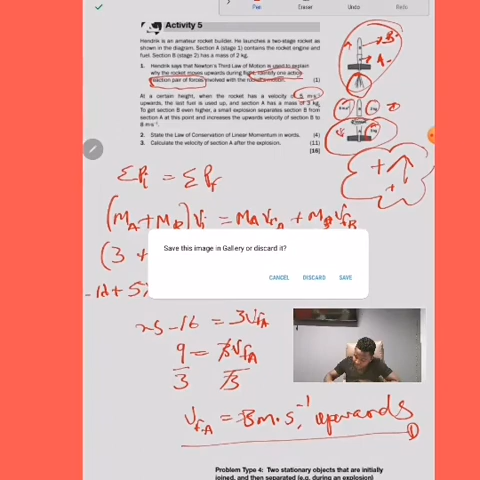 Pen
Eraser
Undo
Redo
Activity 5
Hendrik is an amateur rocket builder. He launches a two-stage rocket as
shown in the diagram. Section A (stage 1) contains the rocket engine and
fuel. Section B (stage 2) has a mass of 2 kg.
1. Hendrik says that Newton's Third Law of Motion is used to explain
why the rocket moves upwards during flight. Identify one action-
reaction pair of forces involved with the rocket's motion. (1)
At a certain height, when the rocket has a velocity of 5 m·s⁻¹
upwards, the last fuel is used up, and section A has a mass of 3 kg.
To get section B even higher, a small explosion separates section B from
section A at this point and increases the upwards velocity of section B to
8 m·s⁻¹.
2. State the Law of Conservation of Linear Momentum in words. (4)
3. Calculate the velocity of section A after the explosion. (11)
[16]
B
A
+
+
ΣPi = ΣPf
(MA + MB)Vi = MAVfA + MBVfB
(3 +
Save this image in Gallery or discard it?
CANCEL
DISCARD
SAVE
25 - 16 = 3VfA
9 = 3VfA
3 3
VfA = 3m·s⁻¹, upwards
Problem Type 4: Two stationary objects that are initially
joined, and then separated (e.g. during an explosion)